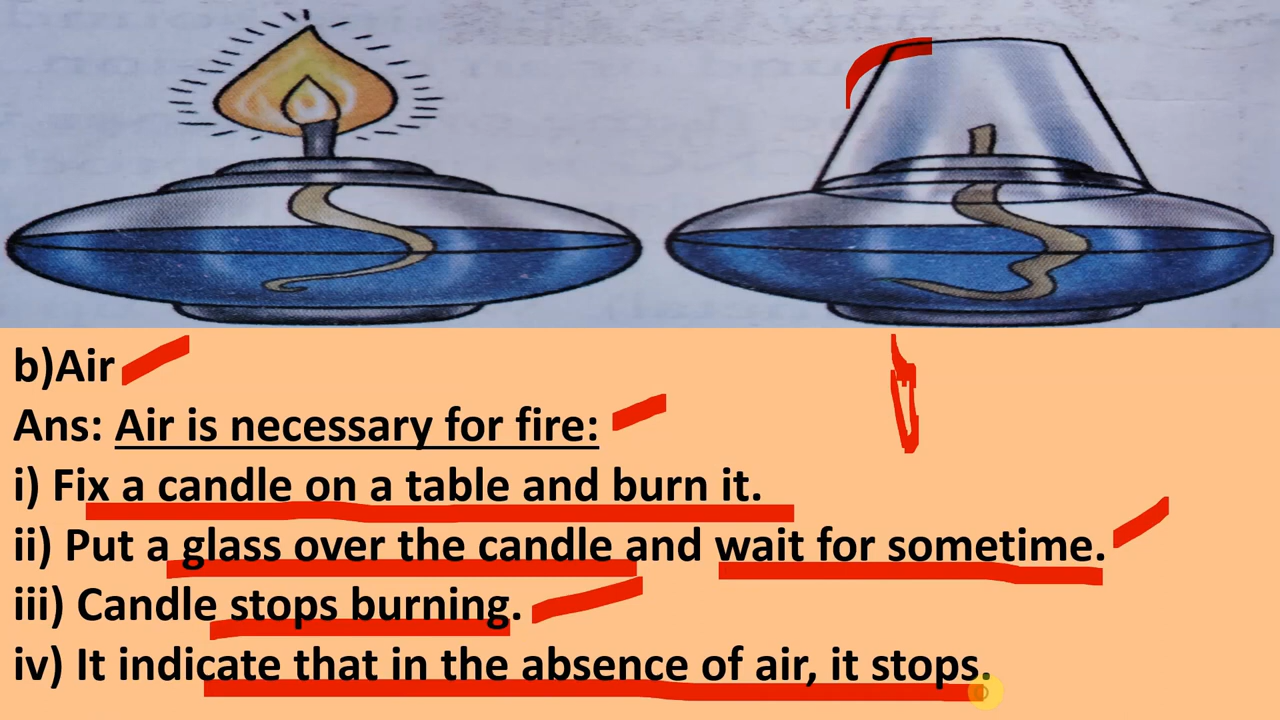 b)Air
Ans: Air is necessary for fire:
i) Fix a candle on a table and burn it.
ii) Put a glass over the candle and wait for sometime.
iii) Candle stops burning.
iv) It indicate that in the absence of air, it stops.